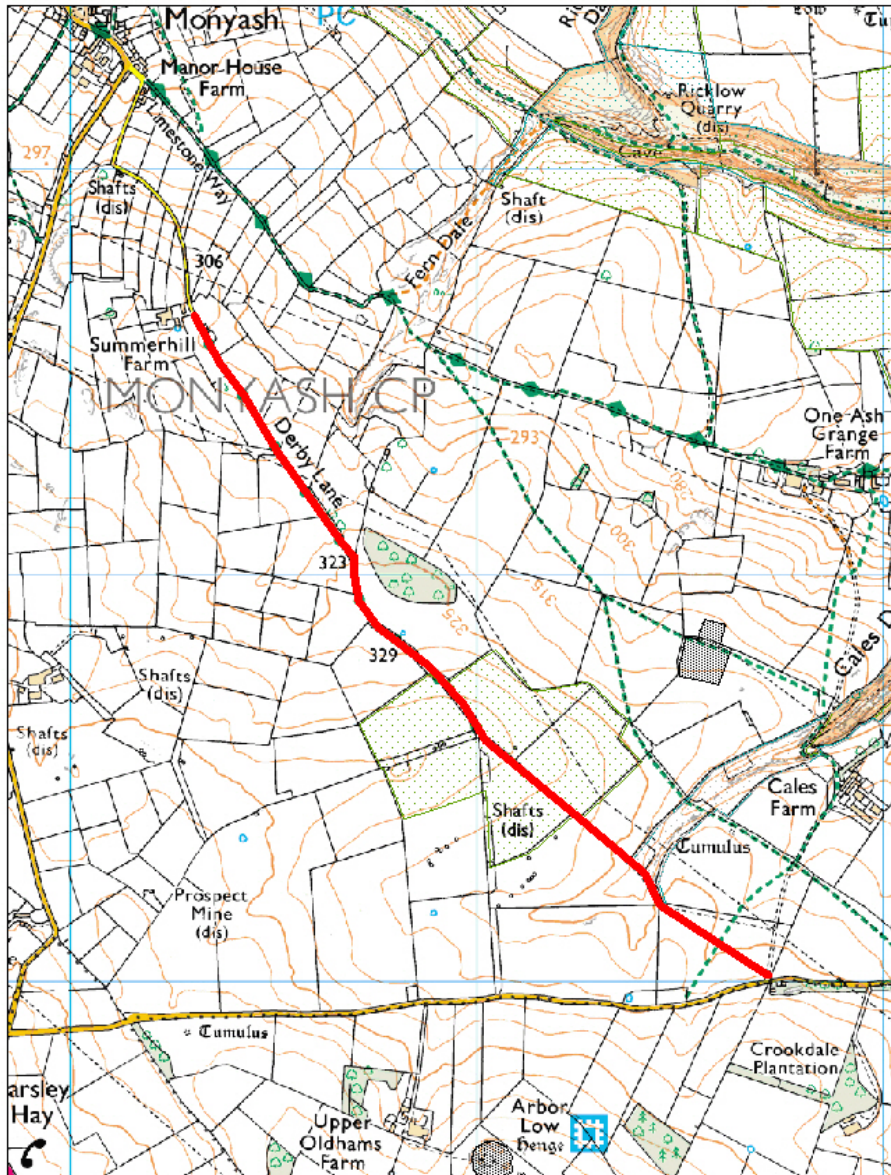 Monyash
PC
Manor House
Farm
Limestone Way
297
Shafts
(dis)
306
Summerhill
Farm
MONYASH CP
Derby Lane
Fern Dale
Shaft
(dis)
Ricklow
Quarry
(dis)
Cave
293
One Ash
Grange
Farm
280
300
315
323
325
329
Shafts
(dis)
Shafts
(dis)
Shafts
(dis)
Cales
Cales
Farm
Tumulus
Prospect
Mine
(dis)
Tumulus
arsley
Hay
Upper
Oldhams
Farm
Arbor
Low
Henge
Crookdale
Plantation